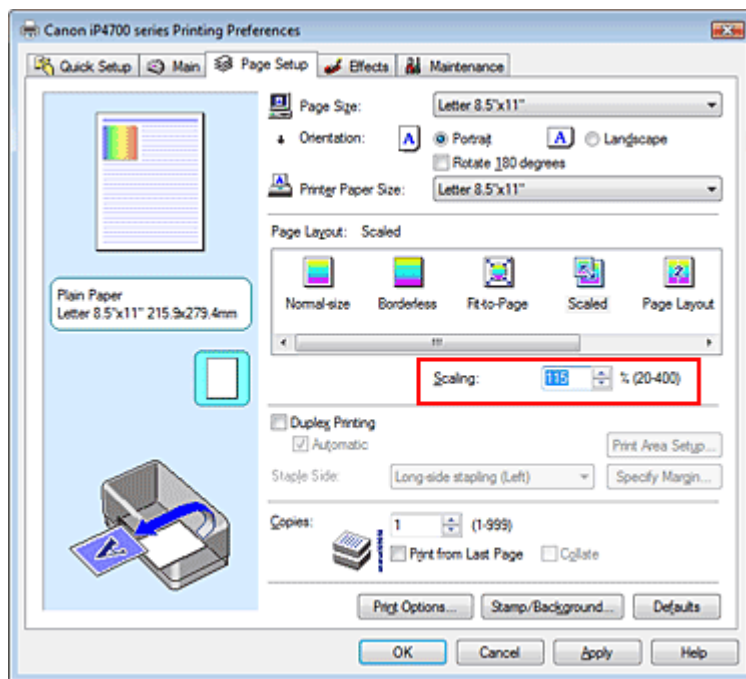 Canon iP4700 series Printing Preferences
Quick Setup Main Page Setup Effects Maintenance
Page Size: Letter 8.5"x11"
Orientation: A Portrait A Landscape
Rotate 180 degrees
Printer Paper Size: Letter 8.5"x11"
Page Layout: Scaled
Normal-size Borderless Fit-to-Page Scaled Page Layout
Plain Paper
Letter 8.5"x11" 215.9x279.4mm
Scaling: 115 % (20-400)
Duplex Printing
Automatic Print Area Setup...
Staple Side: Long-side stapling (Left) Specify Margin...
Copies: 1 (1-999)
Print from Last Page Collate
Print Options... Stamp/Background... Defaults
OK Cancel Apply Help